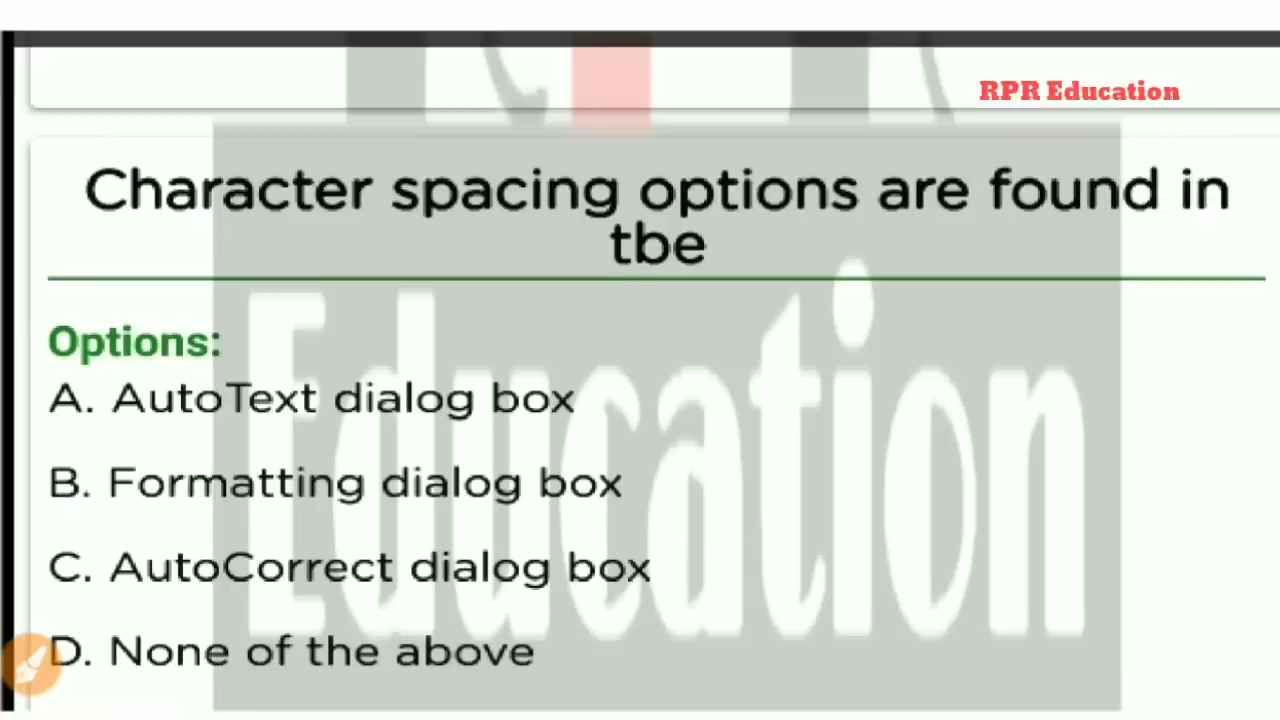 RPR Education
Character spacing options are found in
tbe
Options:
A. AutoText dialog box
B. Formatting dialog box
C. AutoCorrect dialog box
D. None of the above
Education